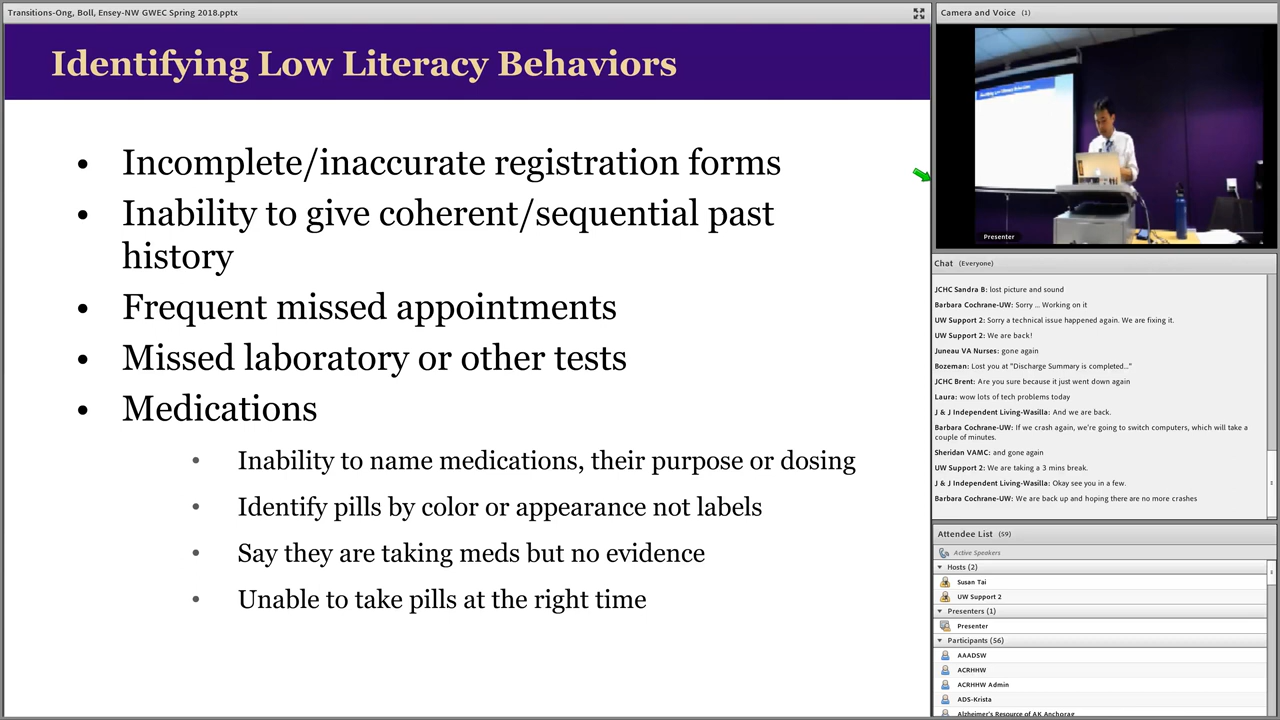 Transitions-Ong, Boll, Ensey-NW GWEC Spring 2018.pptx
Identifying Low Literacy Behaviors
• Incomplete/inaccurate registration forms
• Inability to give coherent/sequential past
history
• Frequent missed appointments
• Missed laboratory or other tests
• Medications
• Inability to name medications, their purpose or dosing
• Identify pills by color or appearance not labels
• Say they are taking meds but no evidence
• Unable to take pills at the right time
Camera and Voice (1)
Presenter
Chat (Everyone)
JCHC Sandra B: lost picture and sound
Barbara Cochrane-UW: Sorry ... Working on it
UW Support 2: Sorry a technical issue happened again. We are fixing it.
UW Support 2: We are back!
Juneau VA Nurses: gone again
Bozeman: Lost you at "Discharge Summary is completed..."
JCHC Brent: Are you sure because it just went down again
Laura: wow lots of tech problems today
J & J Independent Living-Wasilla: And we are back.
Barbara Cochrane-UW: If we crash again, we're going to switch computers, which will take a
couple of minutes.
Sheridan VAMC: and gone again
UW Support 2: We are taking a 3 mins break.
J & J Independent Living-Wasilla: Okay see you in a few.
Barbara Cochrane-UW: We are back up and hoping there are no more crashes
Attendee List (59)
Active Speakers
Hosts (2)
Susan Tai
UW Support 2
Presenters (1)
Presenter
Participants (56)
AAADSW
ACRHHW
ACRHHW Admin
ADS-Krista
Alzheimer's Resource of AK Anchorag